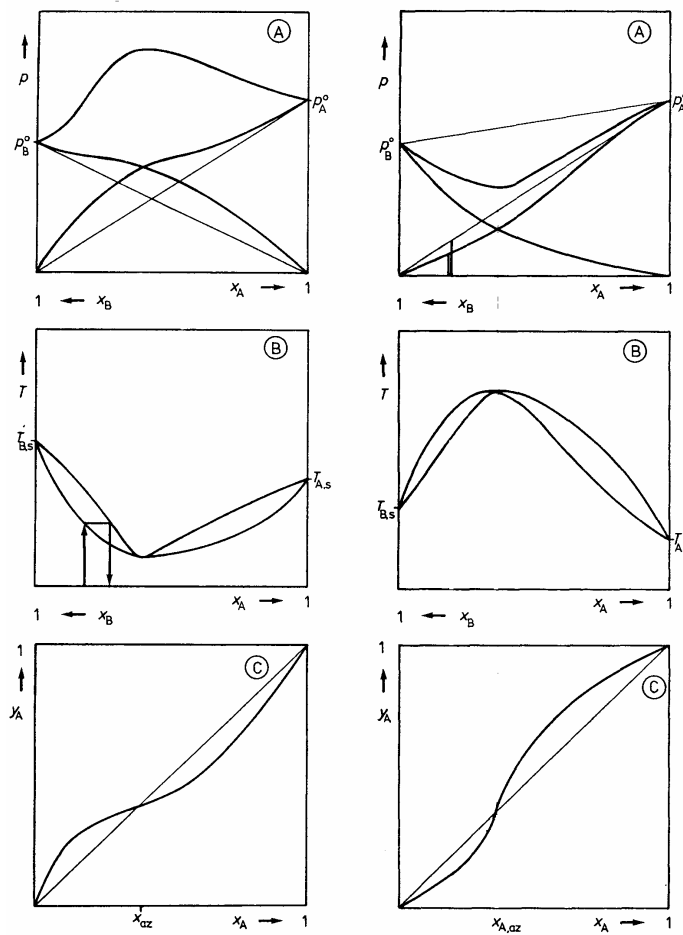 A
p
p°A
p°B
1 ← xB xA → 1
A
p
p°A
p°B
1 ← xB xA → 1
B
T
TB,s
TA,s
1 ← xB xA → 1
B
T
TB,s
TA
1 ← xB xA → 1
C
1
yA
xaz xA → 1
C
1
yA
xA,az xA → 1